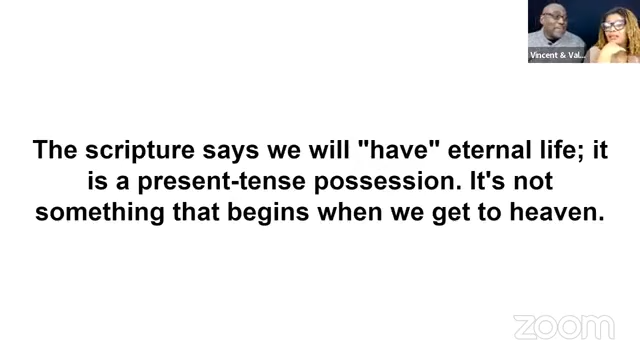 Vincent & Val...
The scripture says we will "have" eternal life; it
is a present-tense possession. It's not
something that begins when we get to heaven.
zoom